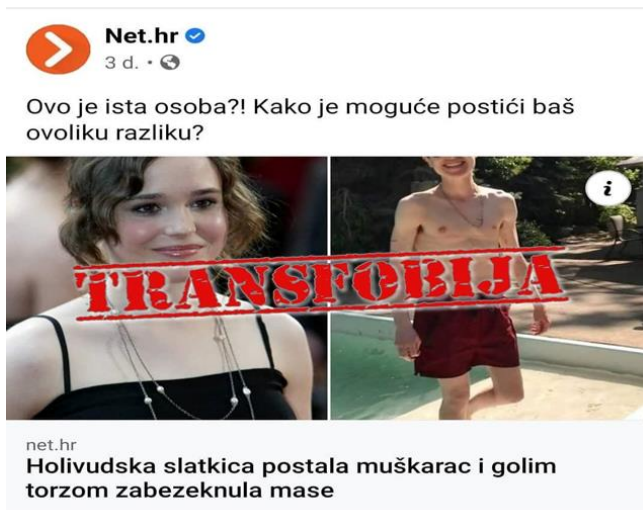 Net.hr
3 d.
Ovo je ista osoba?! Kako je moguće postići baš
ovoliku razliku?
i
TRANSFOBIJA
net.hr
Holivudska slatkica postala muškarac i golim
torzom zabezeknula mase